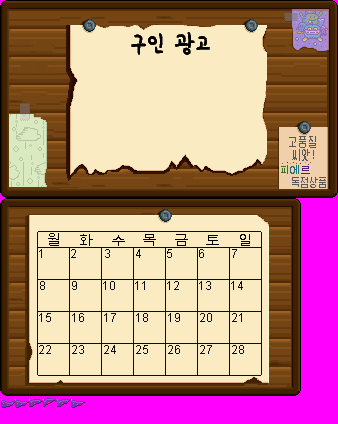 구인 광고
고품질
씨앗!
피에르
독점상품
월 화 수 목 금 토 일
1 2 3 4 5 6 7
8 9 10 11 12 13 14
15 16 17 18 19 20 21
22 23 24 25 26 27 28